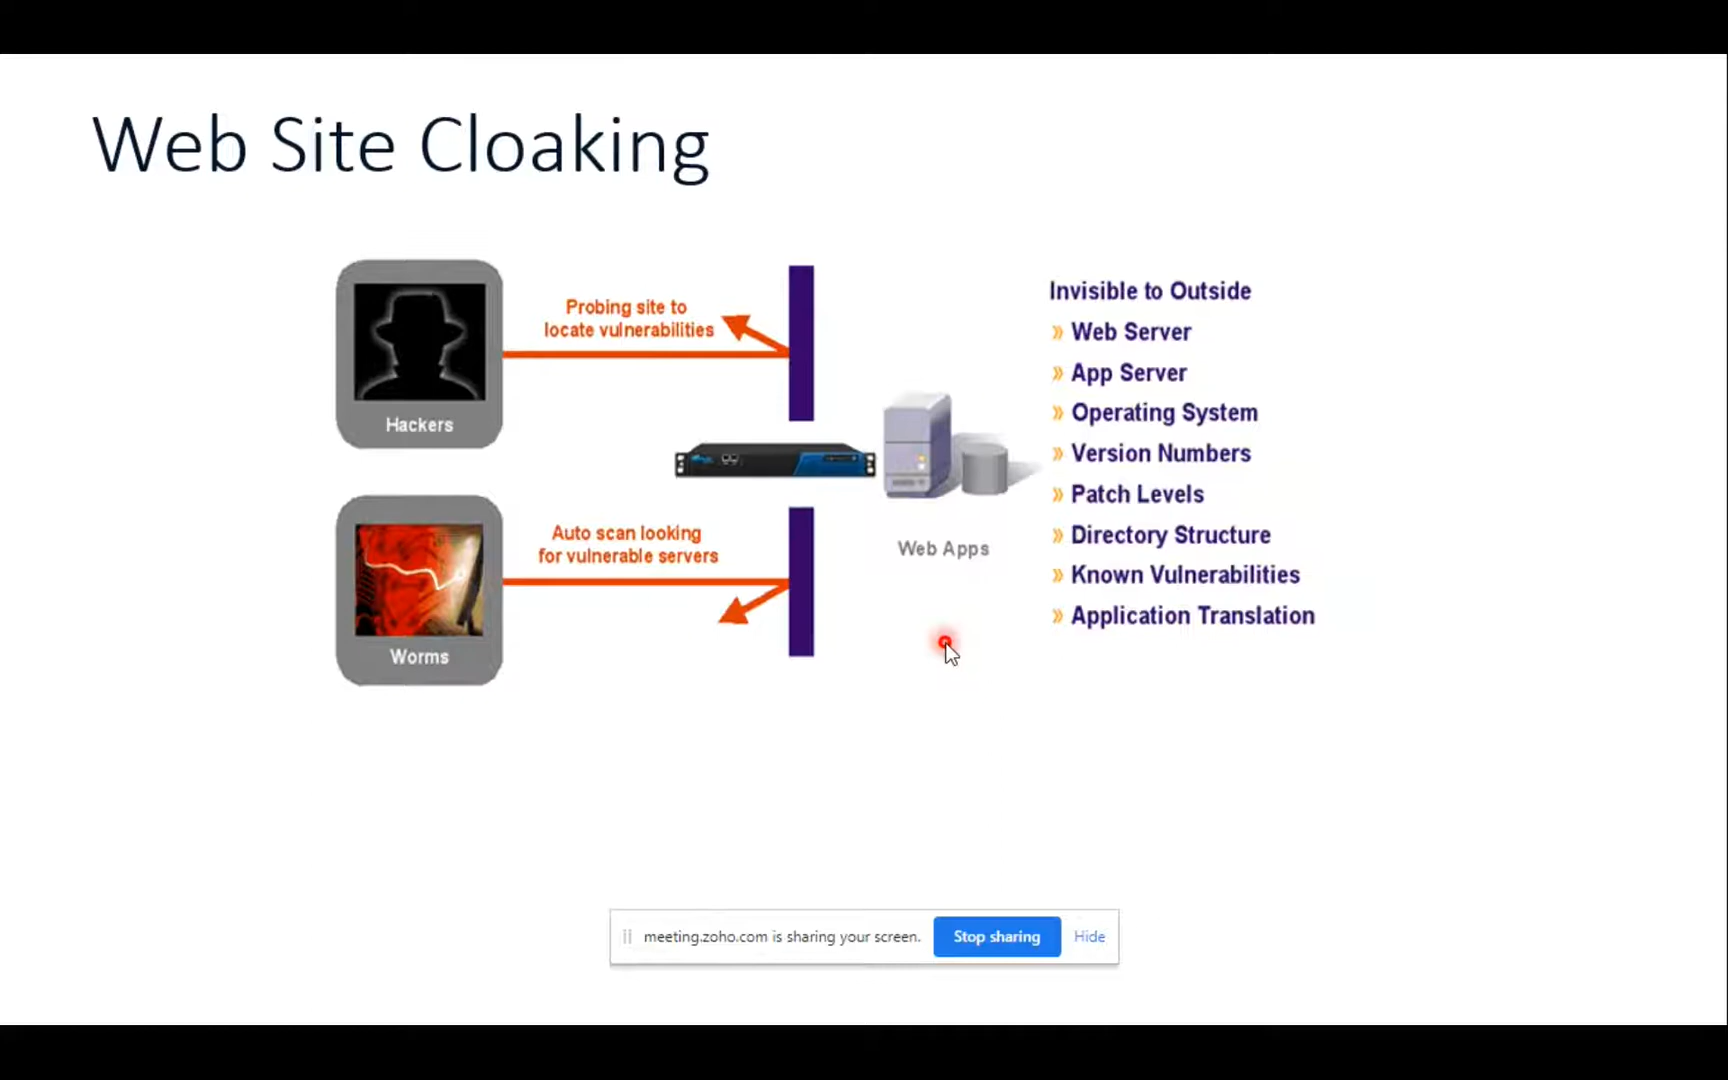 Web Site Cloaking
Probing site to
locate vulnerabilities
Hackers
Auto scan looking
for vulnerable servers
Worms
Web Apps
Invisible to Outside
» Web Server
» App Server
» Operating System
» Version Numbers
» Patch Levels
» Directory Structure
» Known Vulnerabilities
» Application Translation
meeting.zoho.com is sharing your screen.
Stop sharing
Hide